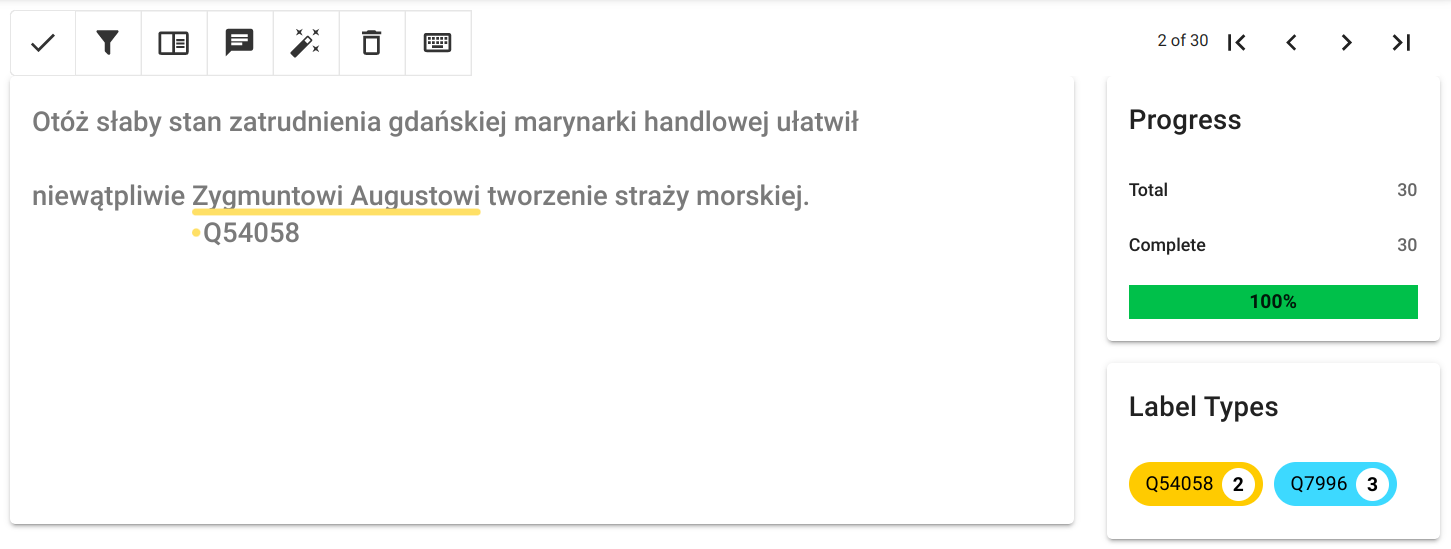 2 of 30
Otóż słaby stan zatrudnienia gdańskiej marynarki handlowej ułatwił
niewątpliwie Zygmuntowi Augustowi tworzenie straży morskiej.
Q54058
Progress
Total 30
Complete 30
100%
Label Types
Q54058 2 Q7996 3